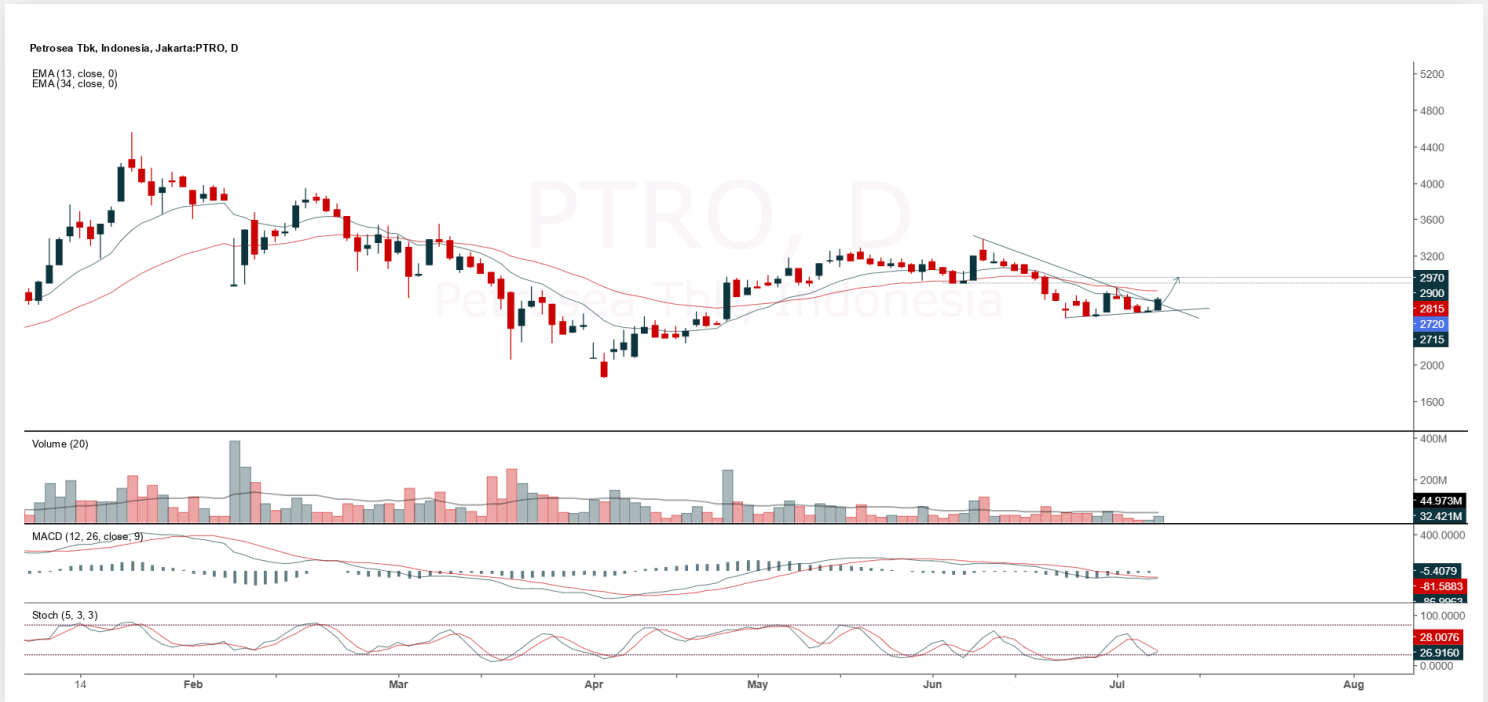 Petrosea Tbk, Indonesia, Jakarta:PTRO, D
EMA (13, close, 0)
EMA (34, close, 0)
PTRO, D
Petrosea Tbk, Indonesia
5200
4800
4400
4000
3600
3200
2970
2900
2815
2720
2715
2000
1600
Volume (20)
400M
200M
44.973M
32.421M
MACD (12, 26, close, 9)
400.0000
-5.4079
-81.5883
-86.9963
Stoch (5, 3, 3)
100.0000
28.0076
26.9160
0.0000
14 Feb Mar Apr May Jun Jul Aug